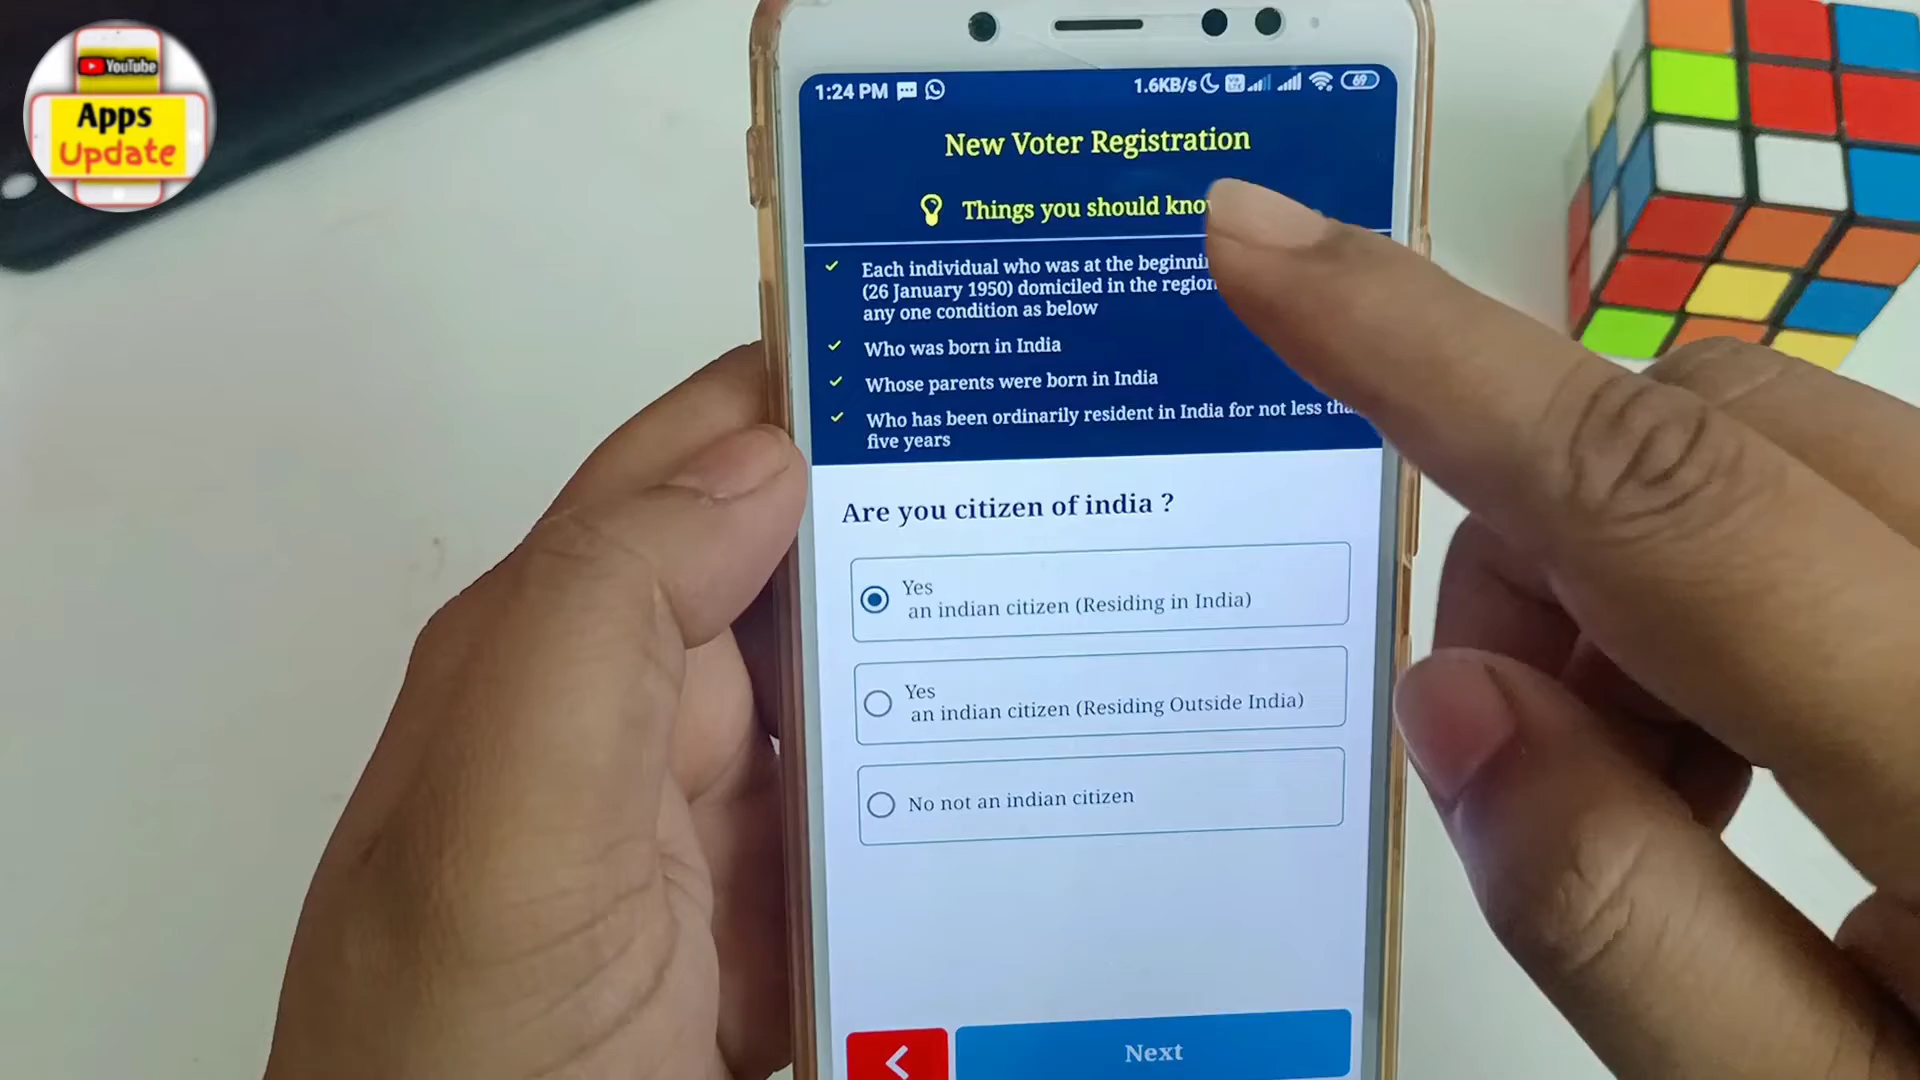 YouTube
Apps
Update
1:24 PM
1.6KB/s
69
New Voter Registration
Things you should
Each individual who was at the
(26 January 1950) domiciled in the region
any one condition as below
Who was born in India
Whose parents were born in India
Who has been ordinarily resident in India for not less
five years
Are you citizen of india ?
Yes
an indian citizen (Residing in India)
Yes
an indian citizen (Residing Outside India)
No not an indian citizen
Next